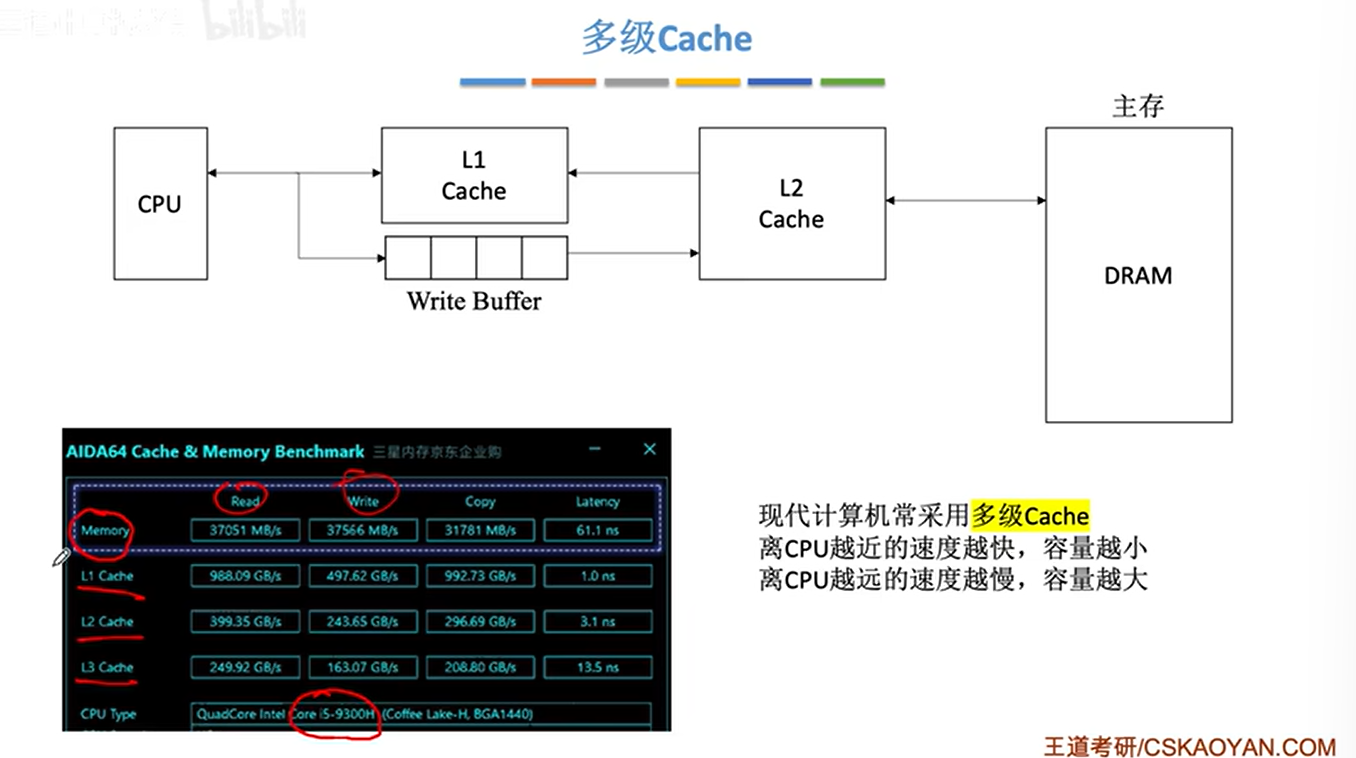 bilibili
多级Cache
主存
CPU
L1
Cache
L2
Cache
DRAM
Write Buffer
AIDA64 Cache & Memory Benchmark 三星内存京东企业购
Read Write Copy Latency
Memory 37051 MB/s 37566 MB/s 31781 MB/s 61.1 ns
L1 Cache 988.09 GB/s 497.62 GB/s 992.73 GB/s 1.0 ns
L2 Cache 399.35 GB/s 243.65 GB/s 296.69 GB/s 3.1 ns
L3 Cache 249.92 GB/s 163.07 GB/s 208.80 GB/s 13.5 ns
CPU Type QuadCore Intel Core i5-9300H (Coffee Lake-H, BGA1440)
现代计算机常采用多级Cache
离CPU越近的速度越快，容量越小
离CPU越远的速度越慢，容量越大
王道考研/CSKAOYAN.COM